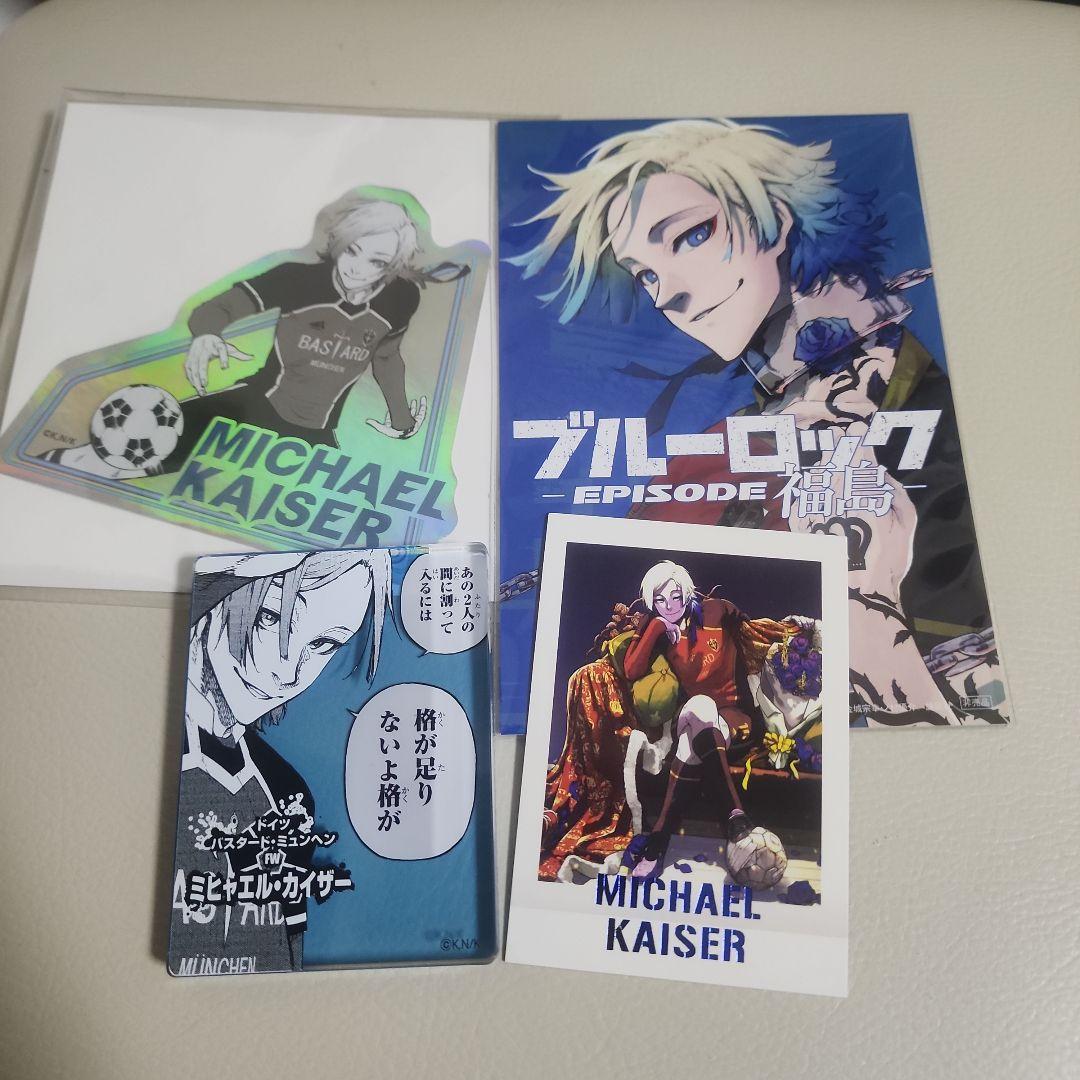 BASTARD
MÜNCHEN
©K,N/K
MICHAEL
KAISER
ブルーロック
EPISODE 福島
非売品
あの2人の
間に割って
入るには
格が足り
ないよ格が
ドイツ
バスタード・ミュンヘン
FW
ミヒャエル・カイザー
MÜNCHEN
©K,N/K
MICHAEL
KAISER